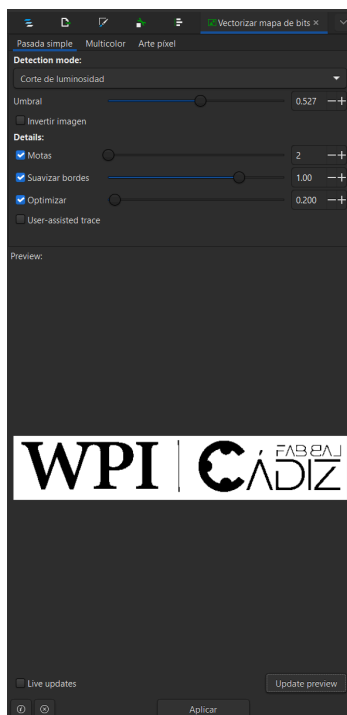 Vectorizar mapa de bits ×
Pasada simple Multicolor Arte píxel
Detection mode:
Corte de luminosidad
Umbral 0.527 −+
Invertir imagen
Details:
Motas 2 −+
Suavizar bordes 1.00 −+
Optimizar 0.200 −+
User-assisted trace
Preview:
WPI | CÁDIZ FAB LAB
Live updates Update preview
Aplicar